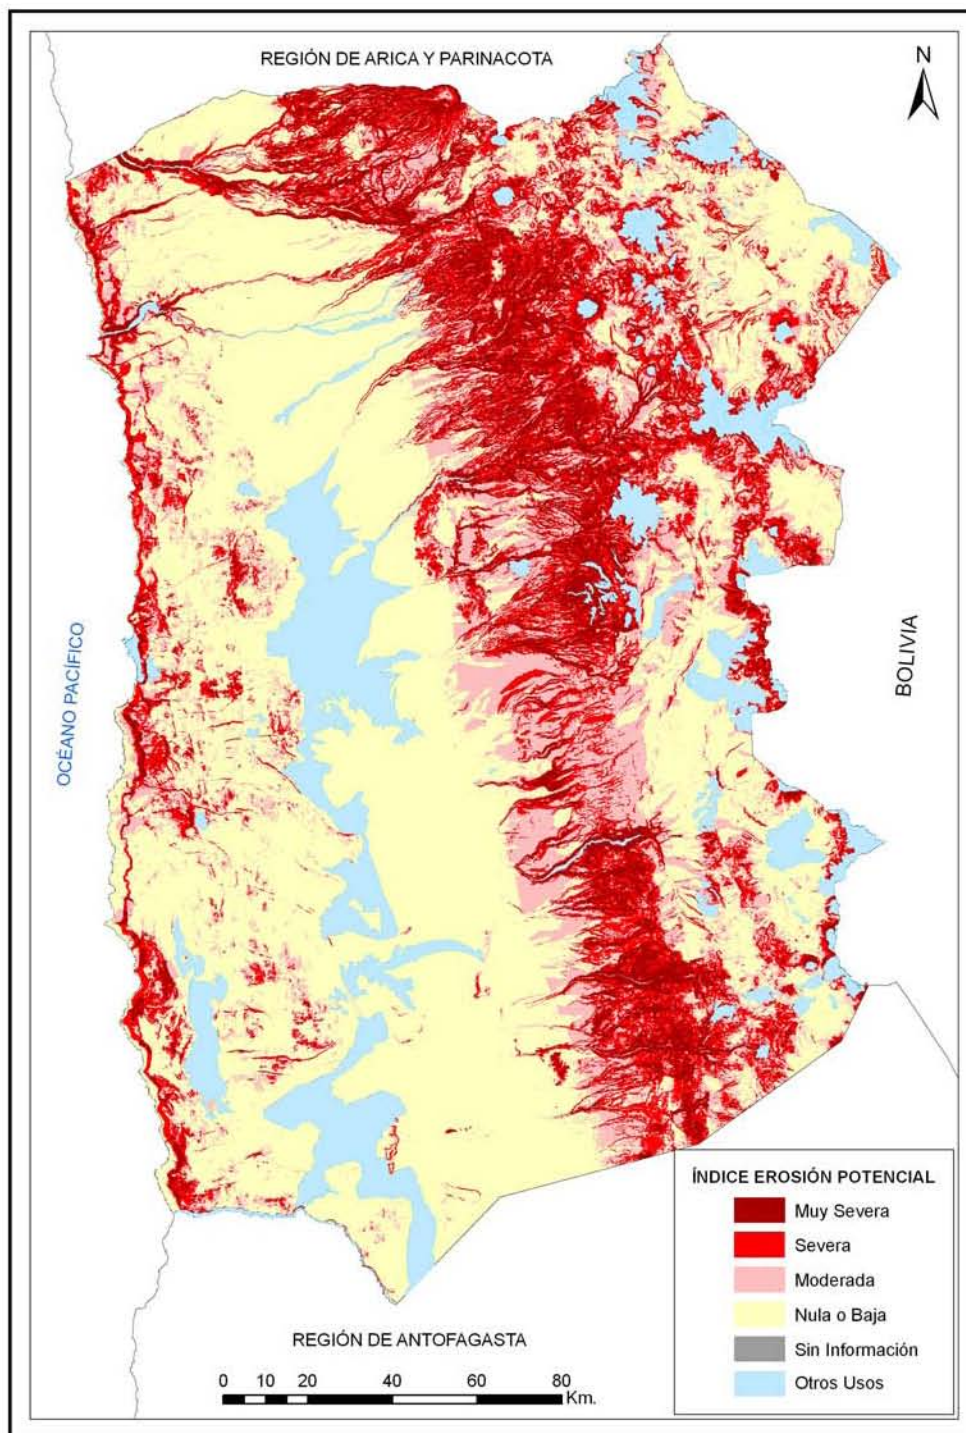 REGIÓN DE ARICA Y PARINACOTA
N
OCÉANO PACÍFICO
BOLIVIA
ÍNDICE EROSIÓN POTENCIAL
Muy Severa
Severa
Moderada
Nula o Baja
Sin Información
Otros Usos
REGIÓN DE ANTOFAGASTA
0 10 20 40 60 80
Km.